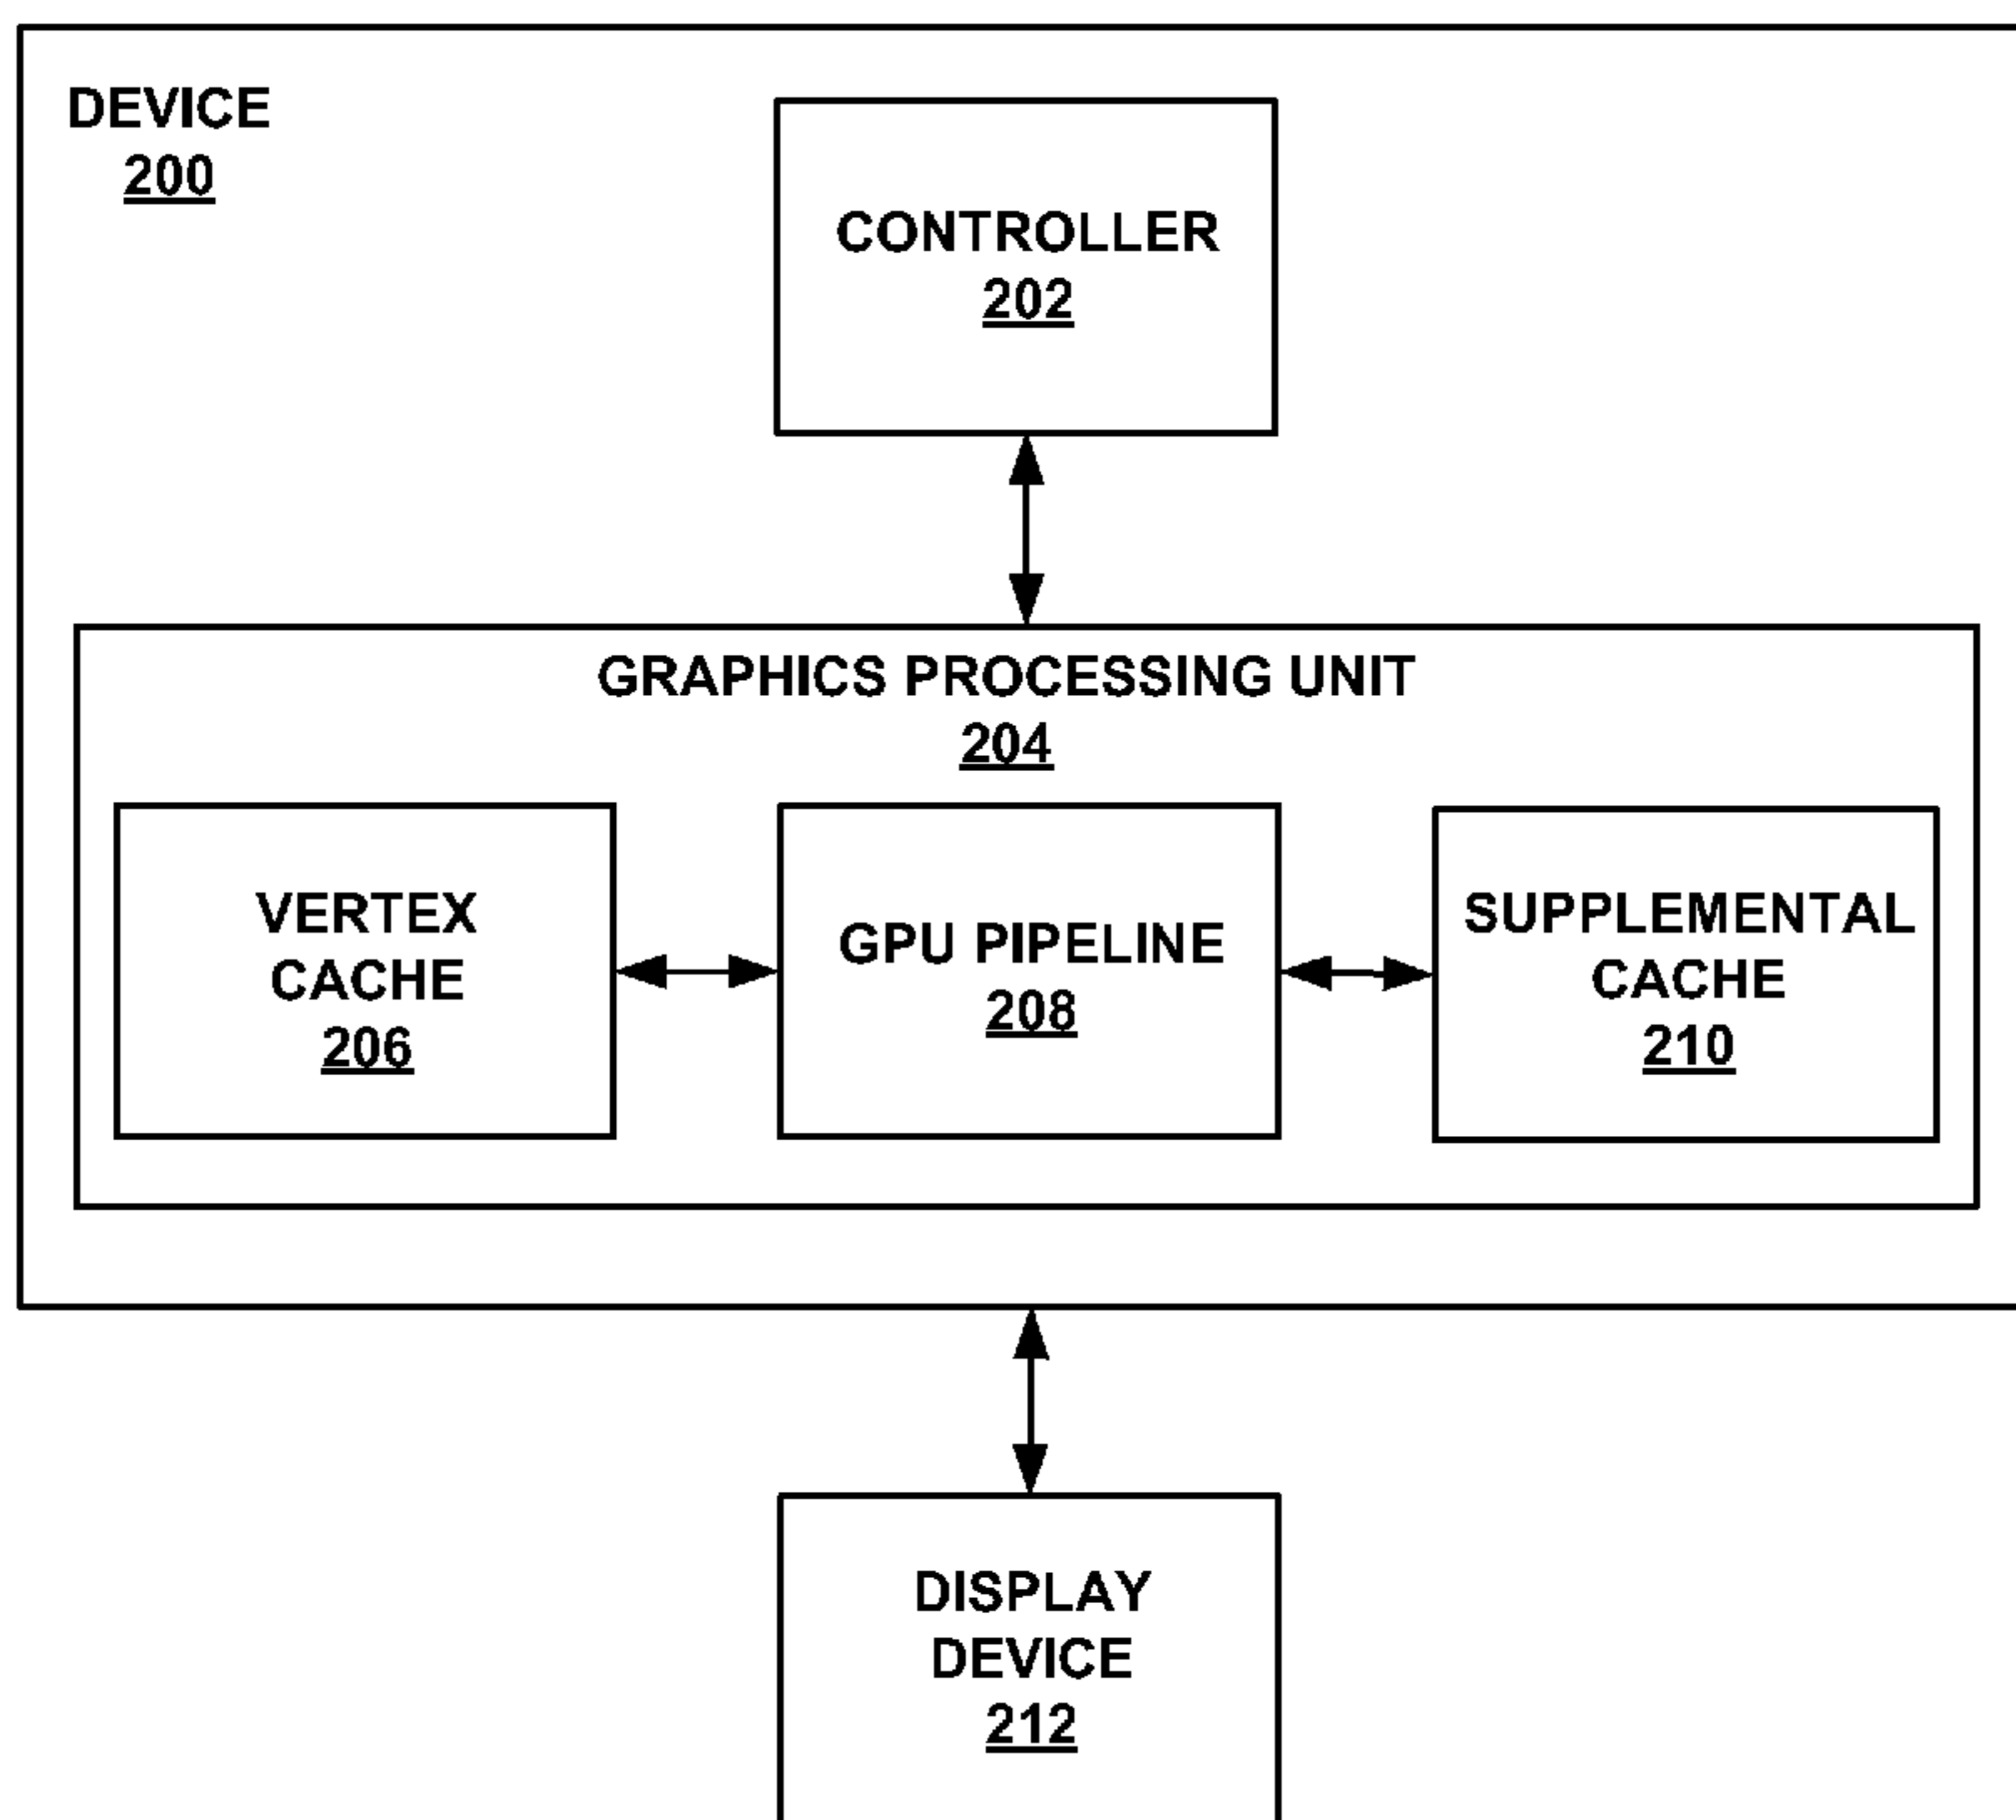 DEVICE
200
CONTROLLER
202
GRAPHICS PROCESSING UNIT
204
VERTEX
CACHE
206
GPU PIPELINE
208
SUPPLEMENTAL
CACHE
210
DISPLAY
DEVICE
212